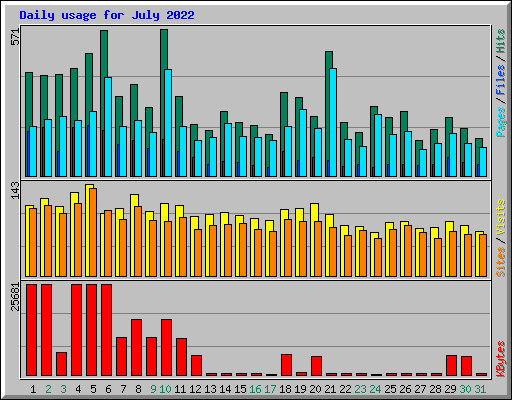 Daily usage for July 2022
571
Pages / Files / Hits
143
Sites / Visits
25681
KBytes
1 2 3 4 5 6 7 8 9 10 11 12 13 14 15 16 17 18 19 20 21 22 23 24 25 26 27 28 29 30 31